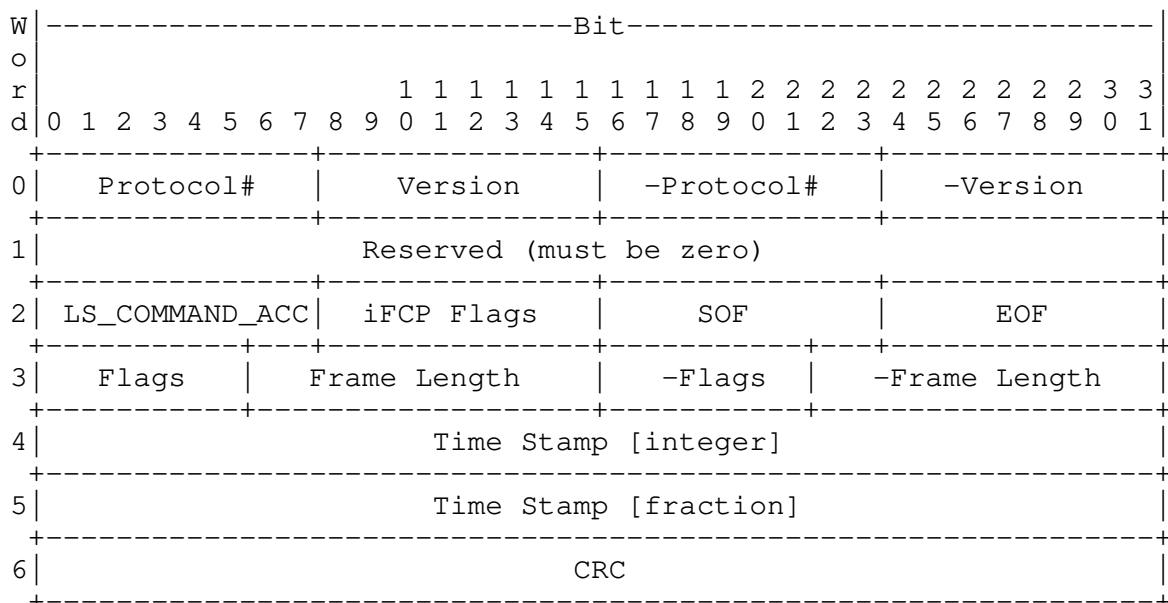 W|------------------------------Bit------------------------------|
o|
r|                    1 1 1 1 1 1 1 1 1 1 2 2 2 2 2 2 2 2 2 2 3 3|
d|0 1 2 3 4 5 6 7 8 9 0 1 2 3 4 5 6 7 8 9 0 1 2 3 4 5 6 7 8 9 0 1|
 +---------------+---------------+---------------+---------------+
0|   Protocol#   |    Version    |  -Protocol#   |   -Version    |
 +---------------+---------------+---------------+---------------+
1|                  Reserved (must be zero)                      |
 +---------------+---------------+---------------+---------------+
2| LS_COMMAND_ACC|  iFCP Flags   |     SOF       |      EOF      |
 +-----------+---+---------------+-----------+---+---------------+
3|   Flags   |   Frame Length    |   -Flags  |   -Frame Length   |
 +-----------+-------------------+-----------+-------------------+
4|                      Time Stamp [integer]                     |
 +---------------------------------------------------------------+
5|                      Time Stamp [fraction]                    |
 +---------------------------------------------------------------+
6|                              CRC                              |
 +---------------------------------------------------------------+